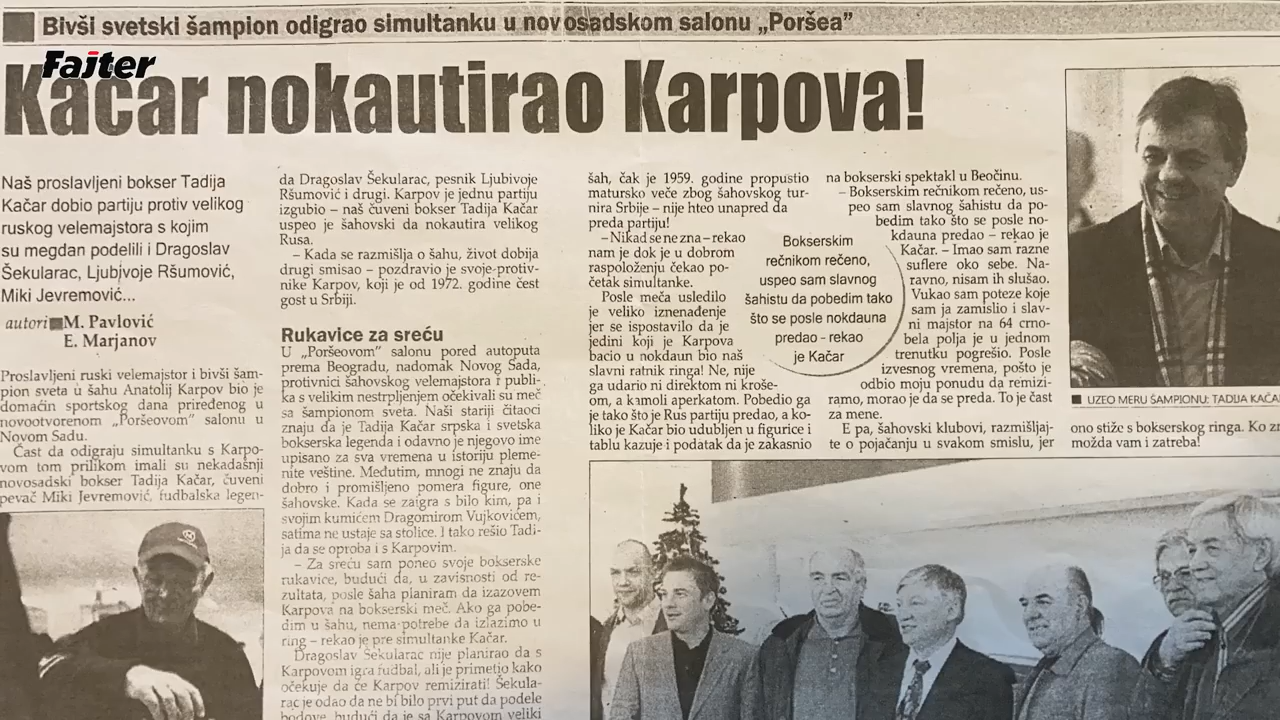 Bivši svetski šampion odigrao simultanku u novosadskom salonu „Poršea”
Fajter
Kačar nokautirao Karpova!
Naš proslavljeni bokser Tadija
Kačar dobio partiju protiv velikog
ruskog velemajstora s kojim
su megdan podelili i Dragoslav
Šekularac, Ljubivoje Ršumović,
Miki Jevremović...
autori M. Pavlović
E. Marjanov
Proslavljeni ruski velemajstor i bivši šam-
pion sveta u šahu Anatolij Karpov bio je
domaćin sportskog dana priređenog u
novootvorenom „Poršeovom” salonu u
Novom Sadu.
Čast da odigraju simultanku s Karpo-
vom tom prilikom imali su nekadašnji
novosadski bokser Tadija Kačar, čuveni
pevač Miki Jevremović, fudbalska legen-
da Dragoslav Šekularac, pesnik Ljubivoje
Ršumović i drugi. Karpov je jednu partiju
izgubio – naš čuveni bokser Tadija Kačar
uspeo je šahovski da nokautira velikog
Rusa.
– Kada se razmišlja o šahu, život dobija
drugi smisao – pozdravio je svoje protiv-
nike Karpov, koji je od 1972. godine čest
gost u Srbiji.
Rukavice za sreću
U „Poršeovom” salonu pored autoputa
prema Beogradu, nadomak Novog Sada,
protivnici šahovskog velemajstora i publi-
ka s velikim nestrpljenjem očekivali su meč
sa šampionom sveta. Naši stariji čitaoci
znaju da je Tadija Kačar srpska i svetska
bokserska legenda i odavno je njegovo ime
upisano za sva vremena u istoriju pleme-
nite veštine. Međutim, mnogi ne znaju da
dobro i promišljeno pomera figure, one
šahovske. Kada se zaigra s bilo kim, pa i
svojim kumićem Dragomirom Vujkovićem,
satima ne ustaje sa stolice. I tako rešio Tadi-
ja da se oproba i s Karpovim.
– Za sreću sam poneo svoje bokserske
rukavice, budući da, u zavisnosti od re-
zultata, posle šaha planiram da izazovem
Karpova na bokserski meč. Ako ga pobe-
dim u šahu, nema potrebe da izlazimo u
ring – rekao je pre simultanke Kačar.
Dragoslav Šekularac nije planirao da s
Karpovom igra fudbal, ali je primetio kako
očekuje da će Karpov remizirati! Šekula-
rac je odao da ne bi bilo prvi put da podele
bodove, budući da je sa Karpovom veliki
šah, čak je 1959. godine propustio
matursko veče zbog šahovskog tur-
nira Srbije – nije hteo unapred da
preda partiju!
– Nikad se ne zna – rekao
nam je dok je u dobrom
raspoloženju čekao po-
četak simultanke.
Posle meča usledilo
je veliko iznenađenje
jer se ispostavilo da je
jedini koji je Karpova
bacio u nokdaun bio naš
slavni ratnik ringa! Ne, nije
ga udario ni direktom ni kroše-
om, a kamoli aperkatom. Pobedio ga
je tako što je Rus partiju predao, a ko-
liko je Kačar bio udubljen u figurice i
tablu kazuje i podatak da je zakasnio
Bokserskim
rečnikom rečeno,
uspeo sam slavnog
šahistu da pobedim tako
što se posle nokdauna
predao - rekao
je Kačar
na bokserski spektakl u Beočinu.
– Bokserskim rečnikom rečeno, us-
peo sam slavnog šahistu da po-
bedim tako što se posle no-
kdauna predao – rekao je
Kačar. – Imao sam razne
suflere oko sebe. Na-
ravno, nisam ih slušao.
Vukao sam poteze koje
sam ja zamislio i slav-
ni majstor na 64 crno-
bela polja je u jednom
trenutku pogrešio. Posle
izvesnog vremena, pošto je
odbio moju ponudu da remizi-
ramo, morao je da se preda. To je čast
za mene.
E pa, šahovski klubovi, razmišljaj-
te o pojačanju u svakom smislu, jer
UZEO MERU ŠAMPIONU: TADIJA KAČAR
ono stiže s bokserskog ringa. Ko zn
možda vam i zatreba!